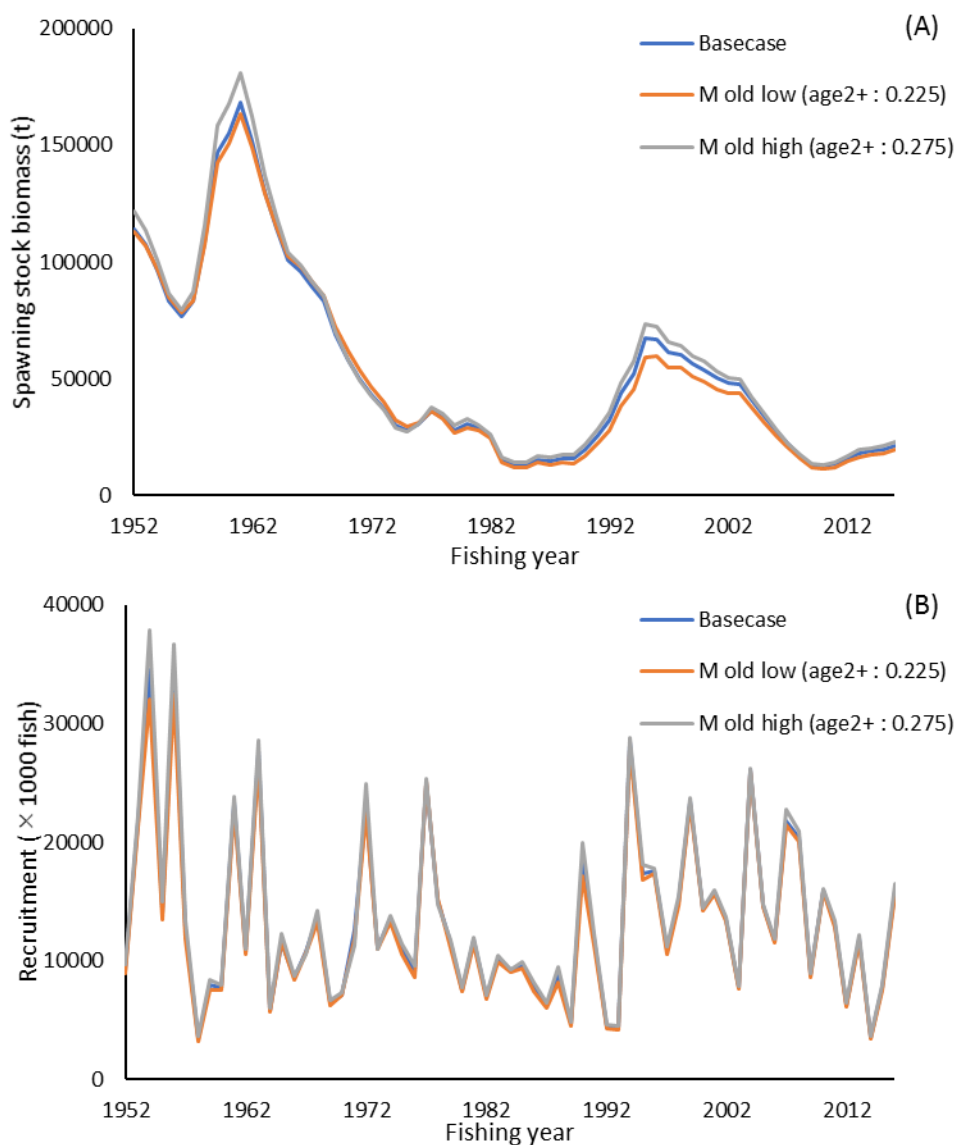 (A)
200000
150000
100000
50000
0
Spawning stock biomass (t)
Basecase
M old low (age2+ : 0.225)
M old high (age2+ : 0.275)
1952 1962 1972 1982 1992 2002 2012
Fishing year
(B)
40000
30000
20000
10000
0
Recruitment ( × 1000 fish)
Basecase
M old low (age2+ : 0.225)
M old high (age2+ : 0.275)
1952 1962 1972 1982 1992 2002 2012
Fishing year